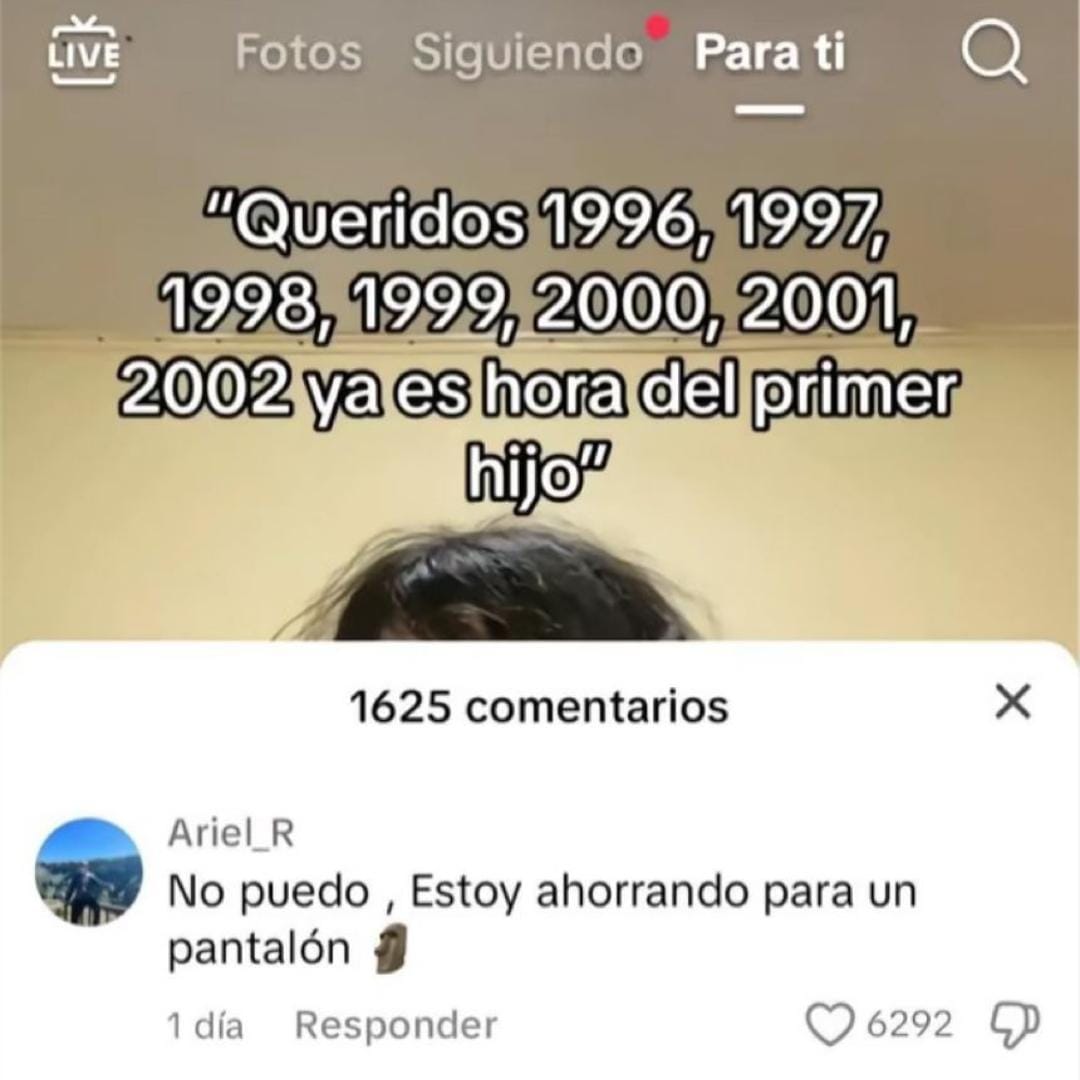 LIVE Fotos Siguiendo Para ti
“Queridos 1996, 1997,
1998, 1999, 2000, 2001,
2002 ya es hora del primer
hijo”
1625 comentarios
Ariel_R
No puedo , Estoy ahorrando para un
pantalón 🗿
1 día Responder 6292